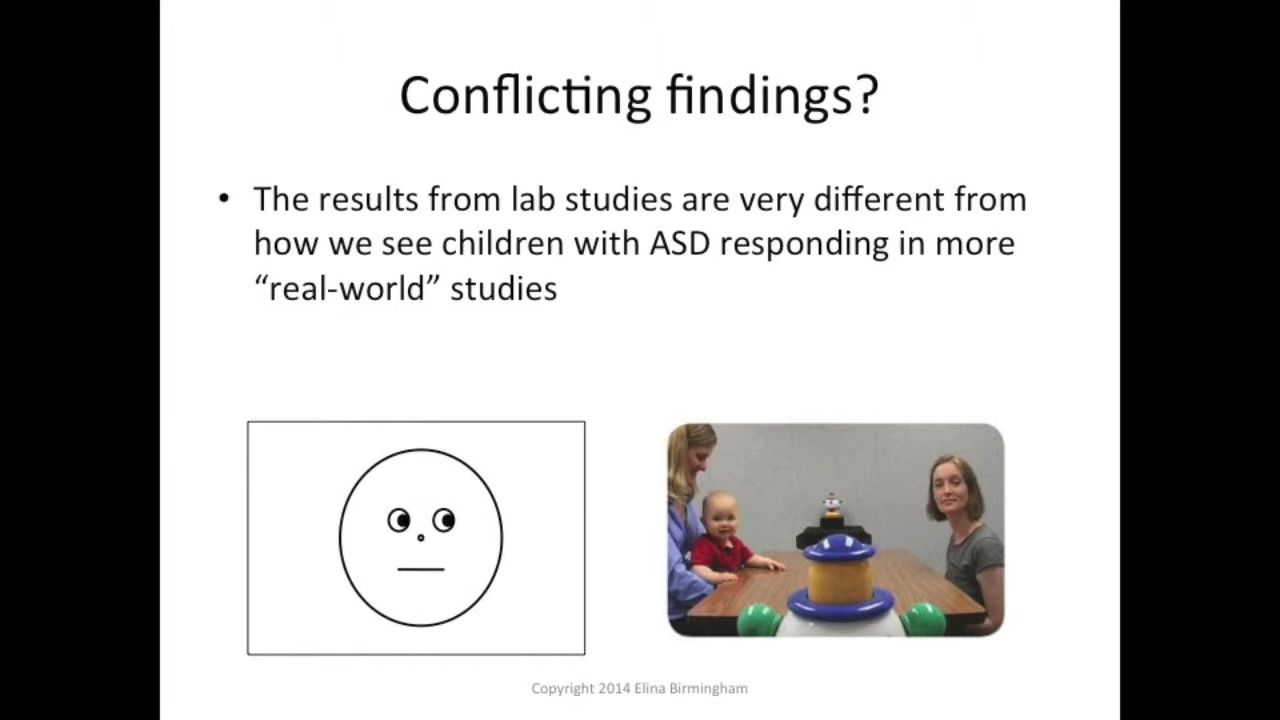 Conflicting findings?
• The results from lab studies are very different from
how we see children with ASD responding in more
“real-world” studies
Copyright 2014 Elina Birmingham